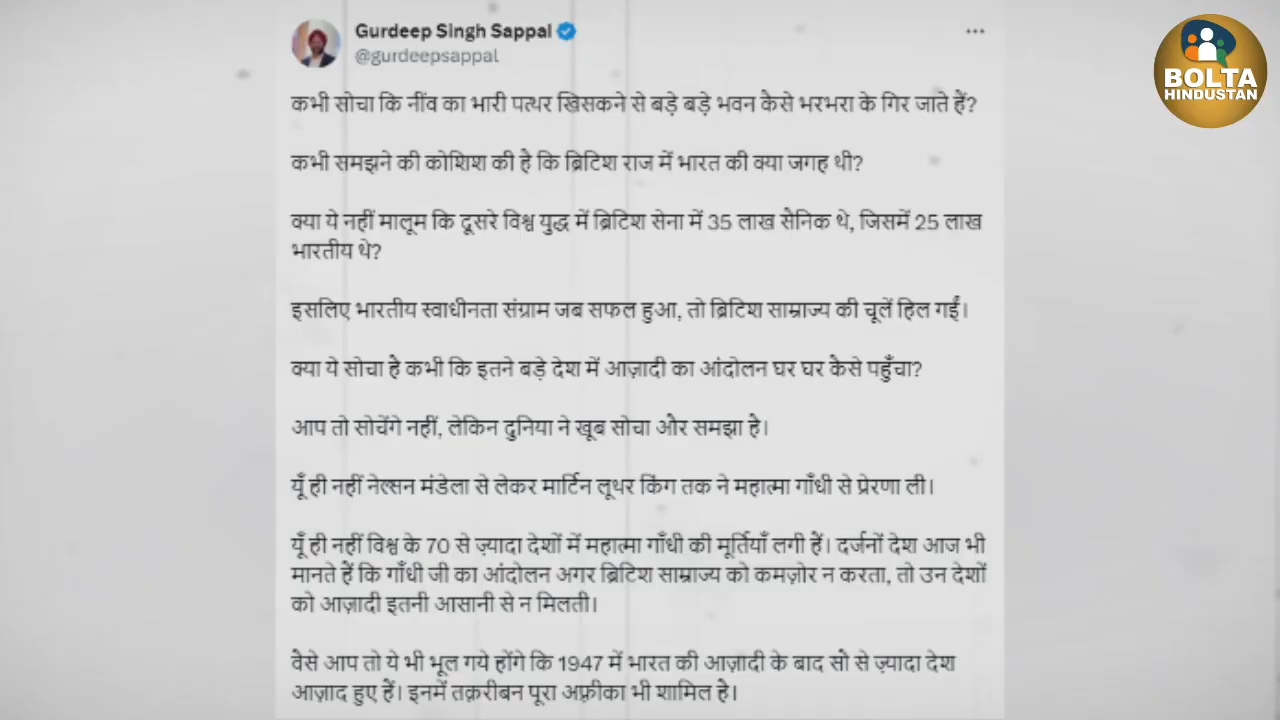 Gurdeep Singh Sappal
@gurdeepsappal
BOLTA
HINDUSTAN
कभी सोचा कि नींव का भारी पत्थर खिसकने से बड़े बड़े भवन कैसे भरभरा के गिर जाते हैं?
कभी समझने की कोशिश की है कि ब्रिटिश राज में भारत की क्या जगह थी?
क्या ये नहीं मालूम कि दूसरे विश्व युद्ध में ब्रिटिश सेना में 35 लाख सैनिक थे, जिसमें 25 लाख
भारतीय थे?
इसलिए भारतीय स्वाधीनता संग्राम जब सफल हुआ, तो ब्रिटिश साम्राज्य की चूलें हिल गईं।
क्या ये सोचा है कभी कि इतने बड़े देश में आज़ादी का आंदोलन घर घर कैसे पहुँचा?
आप तो सोचेंगे नहीं, लेकिन दुनिया ने खूब सोचा और समझा है।
यूँ ही नहीं नेल्सन मंडेला से लेकर मार्टिन लूथर किंग तक ने महात्मा गाँधी से प्रेरणा ली।
यूँ ही नहीं विश्व के 70 से ज़्यादा देशों में महात्मा गाँधी की मूर्तियाँ लगी हैं। दर्जनों देश आज भी
मानते हैं कि गाँधी जी का आंदोलन अगर ब्रिटिश साम्राज्य को कमज़ोर न करता, तो उन देशों
को आज़ादी इतनी आसानी से न मिलती।
वैसे आप तो ये भी भूल गये होंगे कि 1947 में भारत की आज़ादी के बाद सौ से ज़्यादा देश
आज़ाद हुए हैं। इनमें तक़रीबन पूरा अफ़्रीका भी शामिल है।